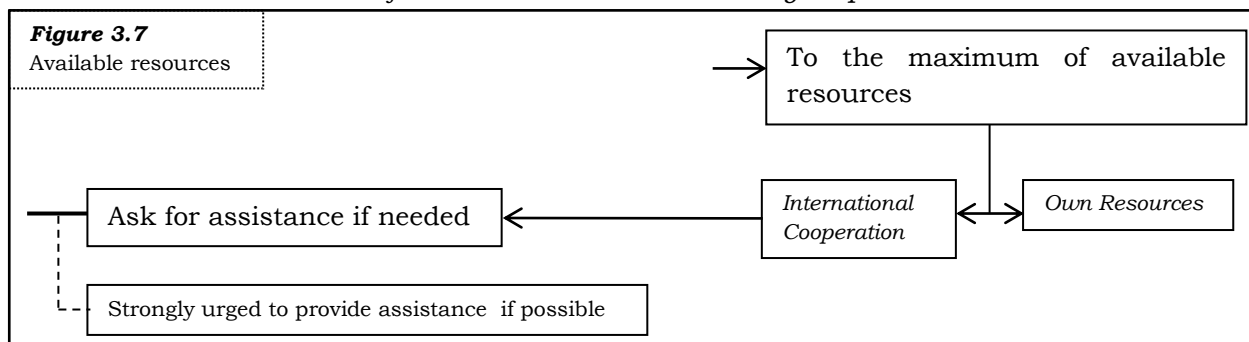 Figure 3.7
Available resources
To the maximum of available
resources
Ask for assistance if needed
International
Cooperation
Own Resources
Strongly urged to provide assistance if possible